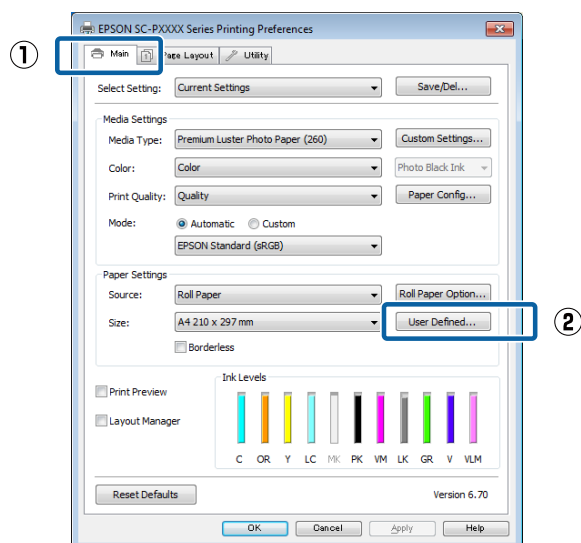 EPSON SC-PXXXX Series Printing Preferences
①
Main
Page Layout
Utility
Select Setting:
Current Settings
Save/Del...
Media Settings
Media Type:
Premium Luster Photo Paper (260)
Custom Settings...
Color:
Color
Photo Black Ink
Print Quality:
Quality
Paper Config...
Mode:
Automatic
Custom
EPSON Standard (sRGB)
Paper Settings
Source:
Roll Paper
Roll Paper Option...
Size:
A4 210 x 297 mm
User Defined...
②
Borderless
Ink Levels
Print Preview
Layout Manager
C OR Y LC MK PK VM LK GR V VLM
Reset Defaults
Version 6.70
OK
Cancel
Apply
Help